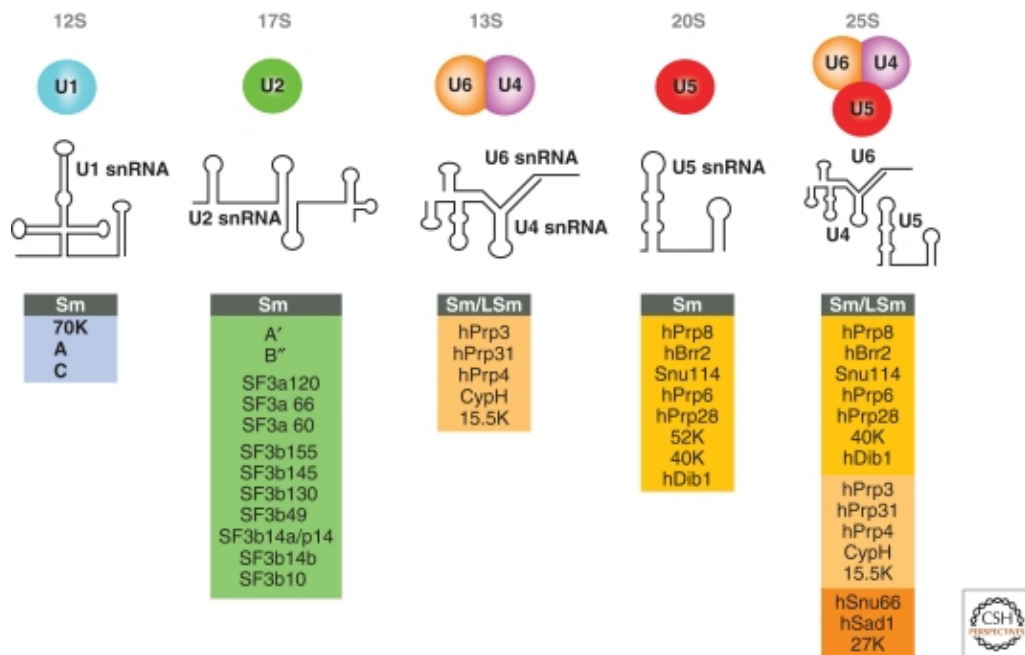 12S
17S
13S
20S
25S
U1
U2
U6 U4
U5
U6 U4
U5
U1 snRNA
U2 snRNA
U6 snRNA
U4 snRNA
U5 snRNA
U6
U4
U5
Sm
70K
A
C
Sm
A′
B″
SF3a120
SF3a 66
SF3a 60
SF3b155
SF3b145
SF3b130
SF3b49
SF3b14a/p14
SF3b14b
SF3b10
Sm/LSm
hPrp3
hPrp31
hPrp4
CypH
15.5K
Sm
hPrp8
hBrr2
Snu114
hPrp6
hPrp28
52K
40K
hDib1
Sm/LSm
hPrp8
hBrr2
Snu114
hPrp6
hPrp28
40K
hDib1
hPrp3
hPrp31
hPrp4
CypH
15.5K
hSnu66
hSad1
27K
CSH
PERSPECTIVES